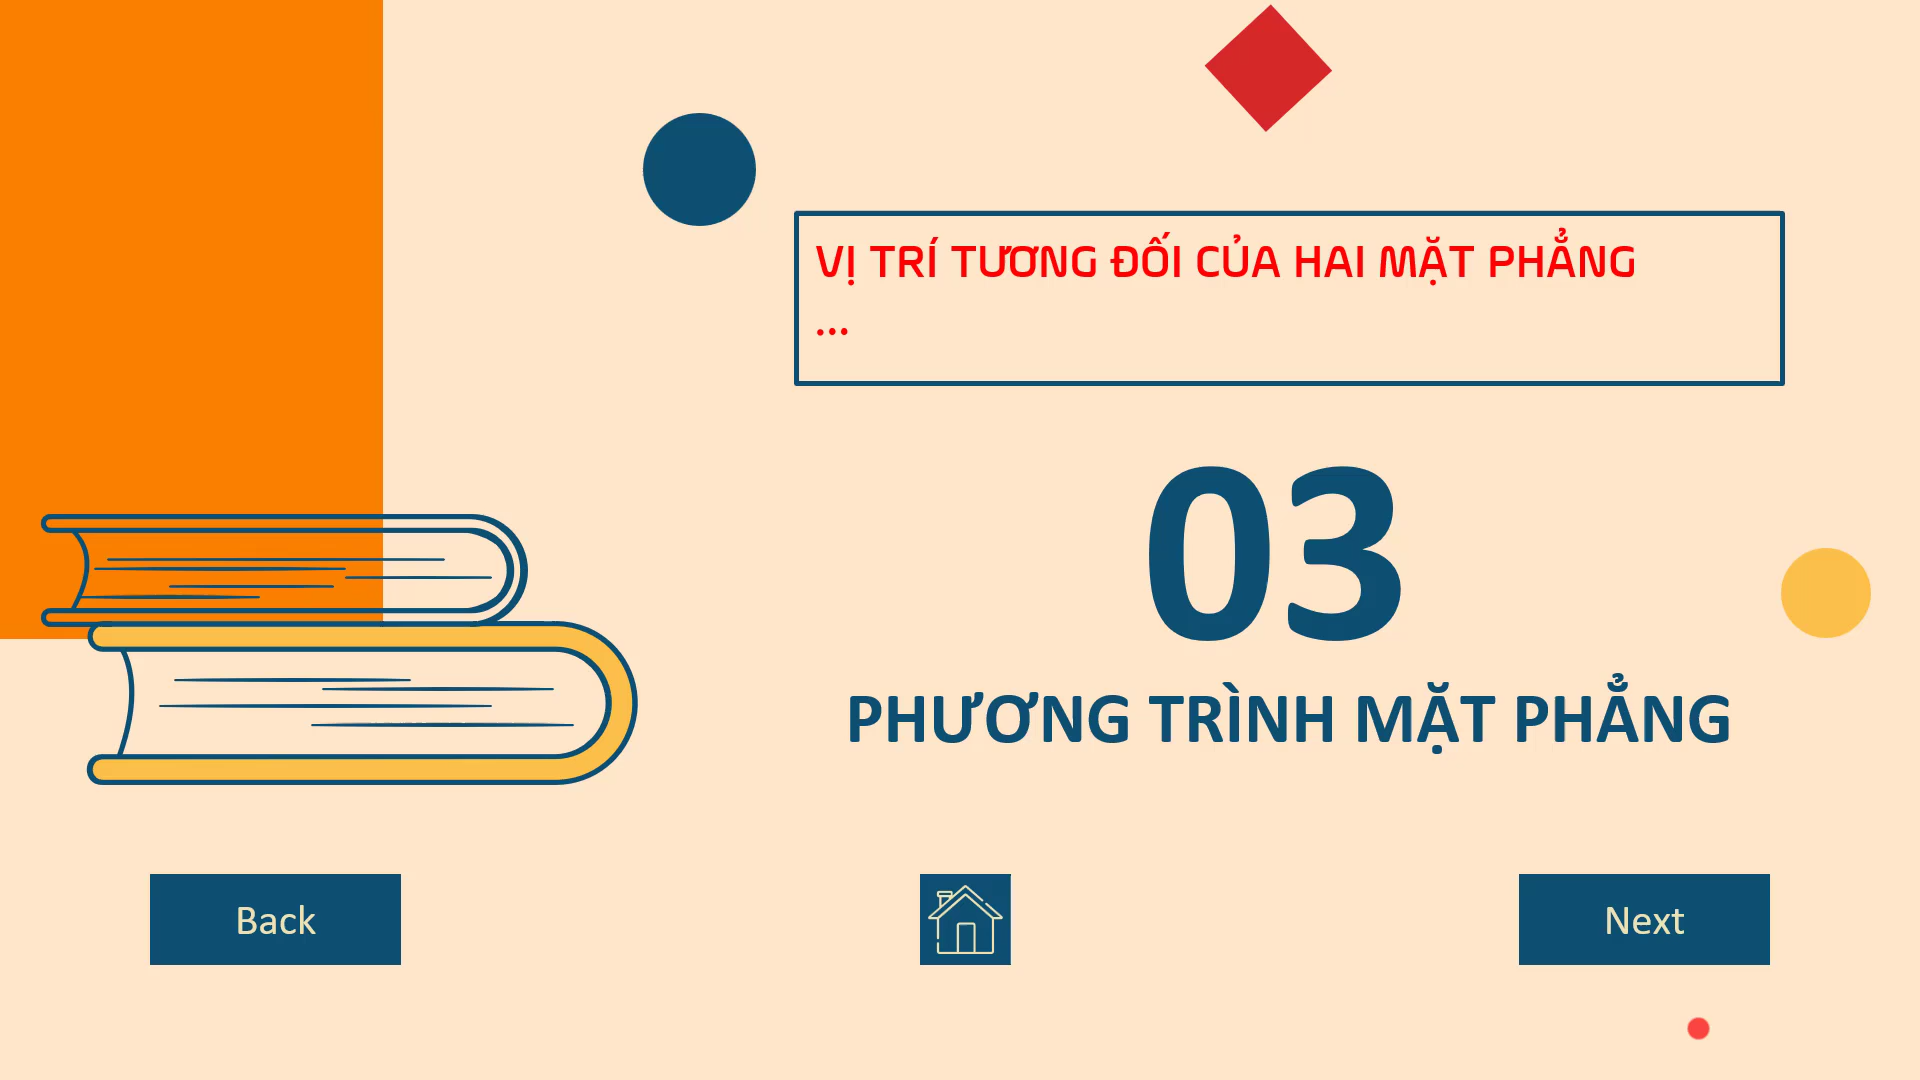 VỊ TRÍ TƯƠNG ĐỐI CỦA HAI MẶT PHẲNG
...
03
PHƯƠNG TRÌNH MẶT PHẲNG
Back
Next